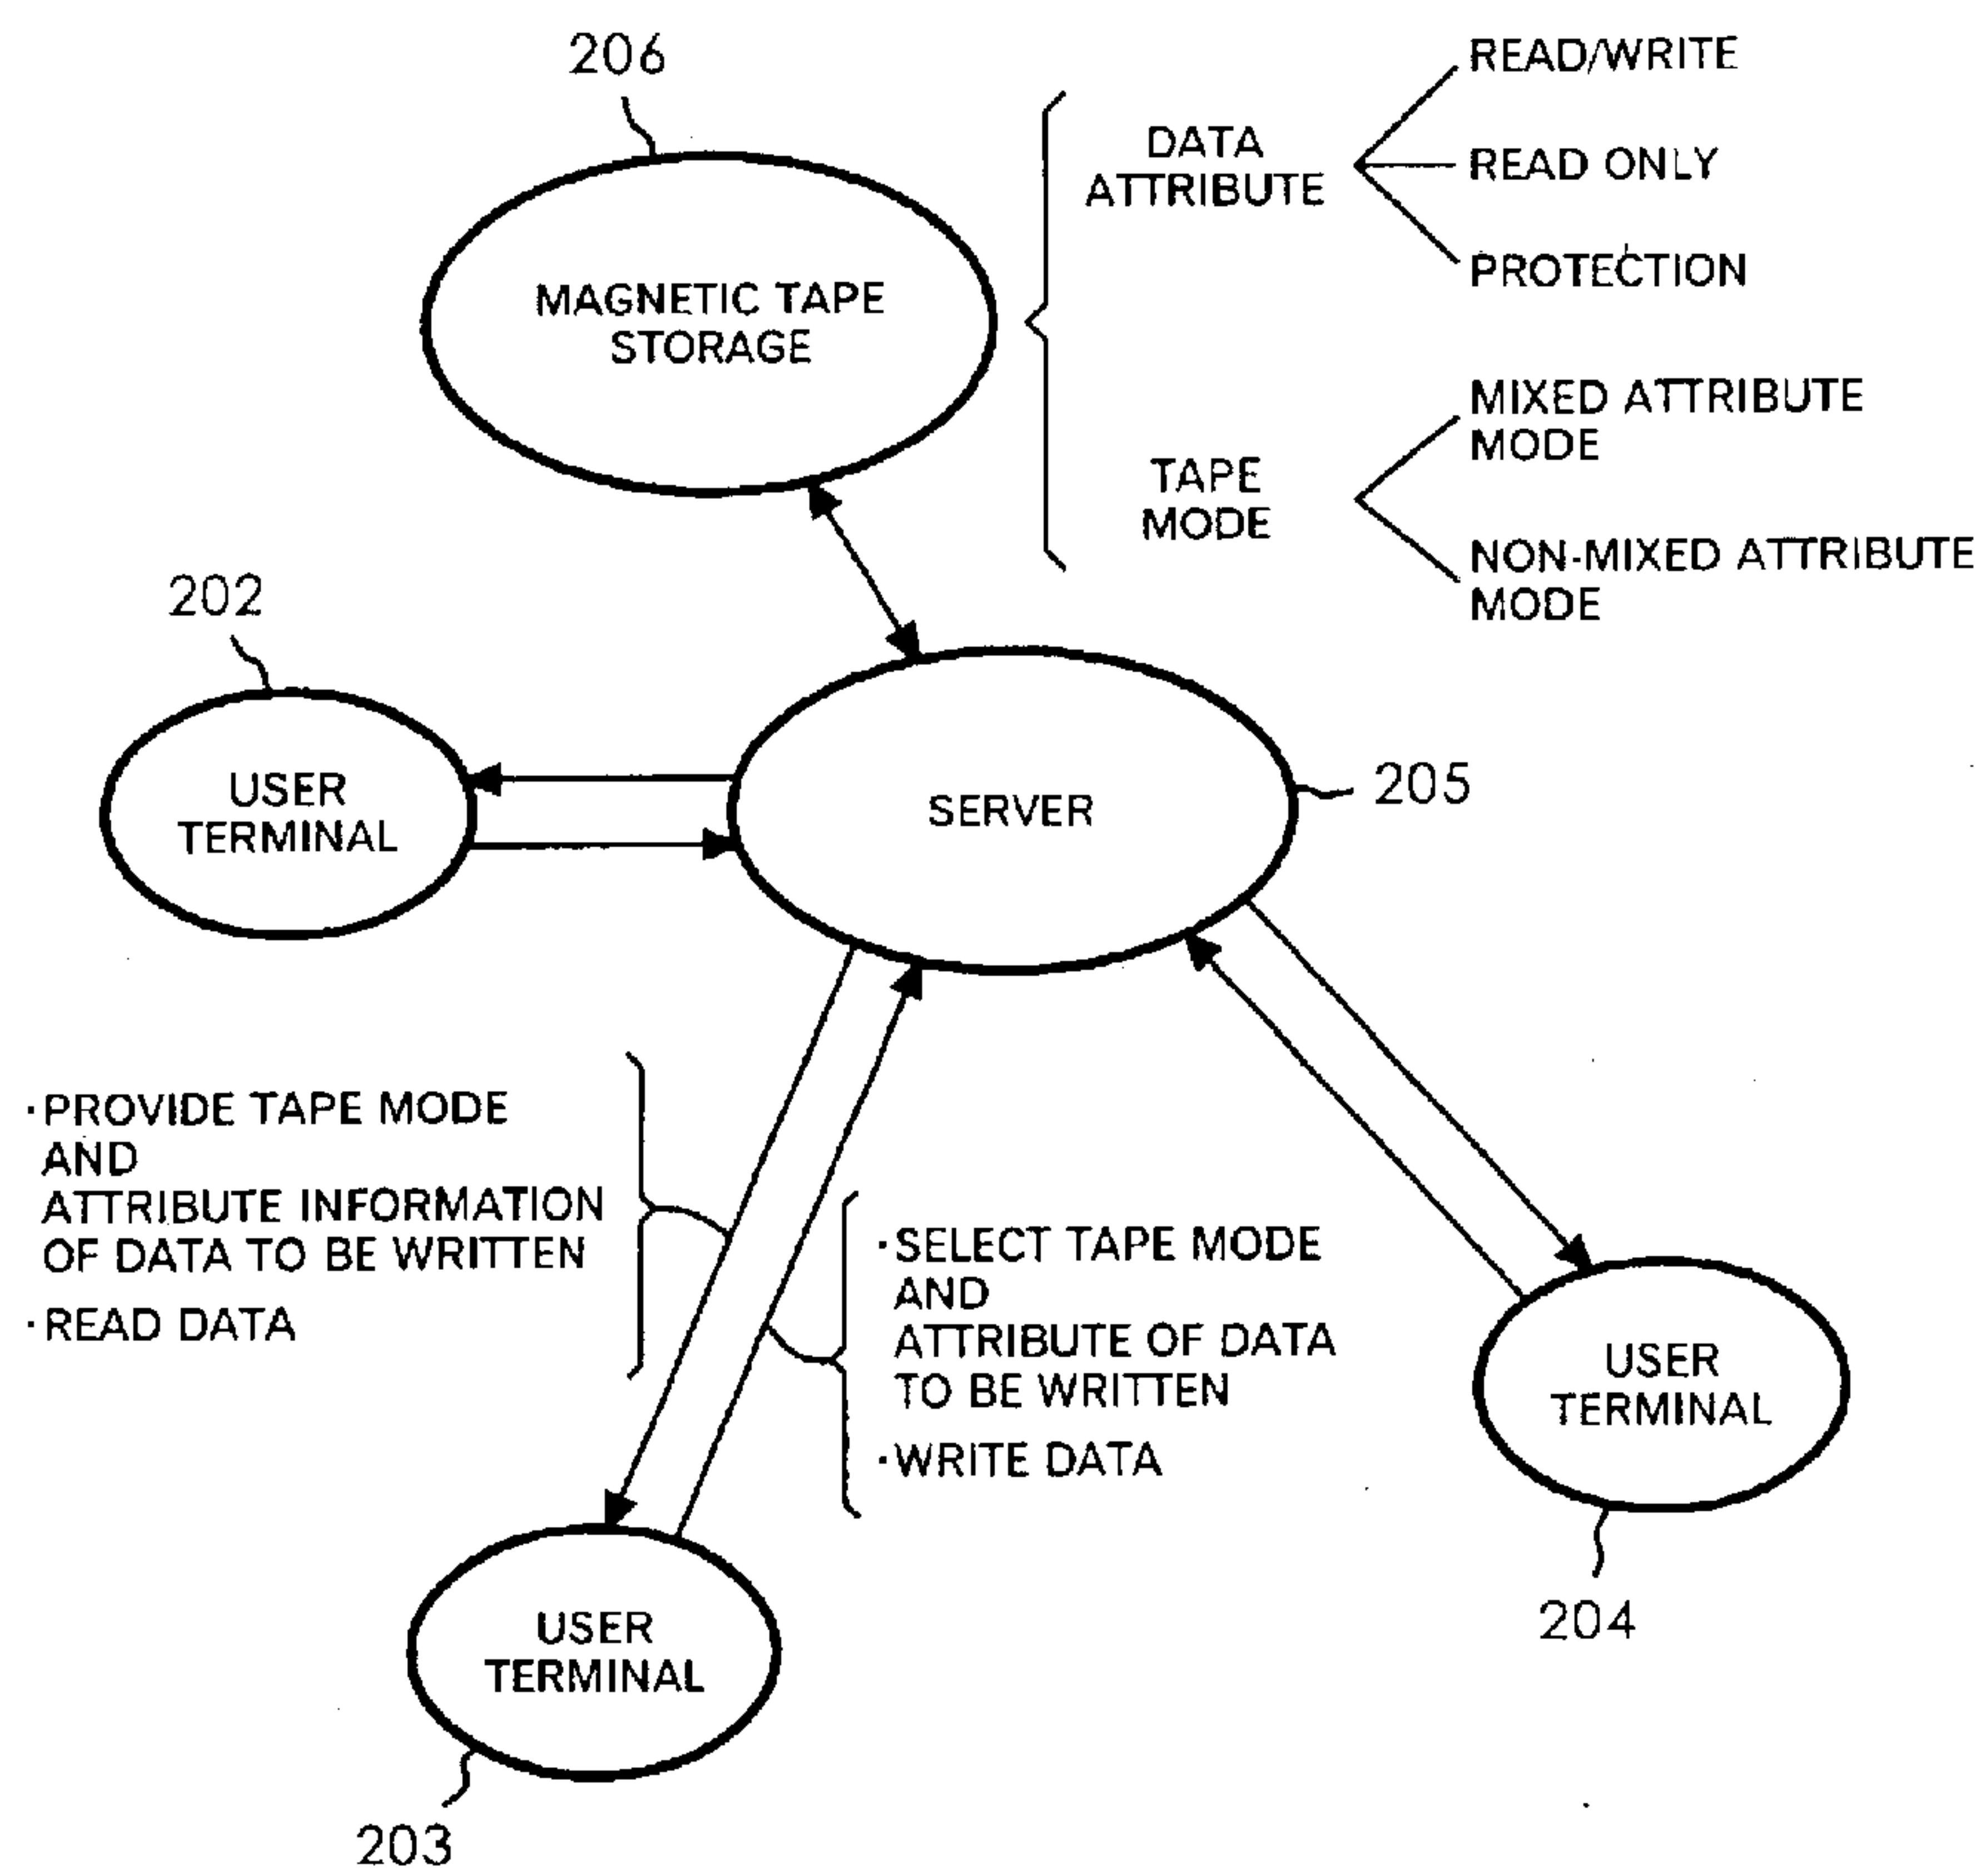 206
READ/WRITE
DATA
ATTRIBUTE
READ ONLY
PROTECTION
MAGNETIC TAPE
STORAGE
MIXED ATTRIBUTE
MODE
TAPE
MODE
NON-MIXED ATTRIBUTE
MODE
202
USER
TERMINAL
SERVER
205
·PROVIDE TAPE MODE
AND
ATTRIBUTE INFORMATION
OF DATA TO BE WRITTEN
·READ DATA
·SELECT TAPE MODE
AND
ATTRIBUTE OF DATA
TO BE WRITTEN
·WRITE DATA
USER
TERMINAL
204
USER
TERMINAL
203